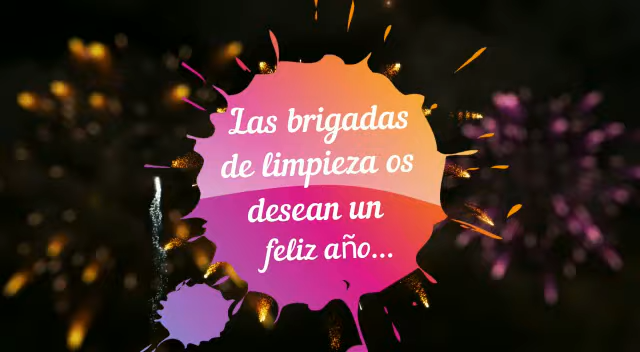 Las brigadas
de limpieza os
desean un
feliz año...